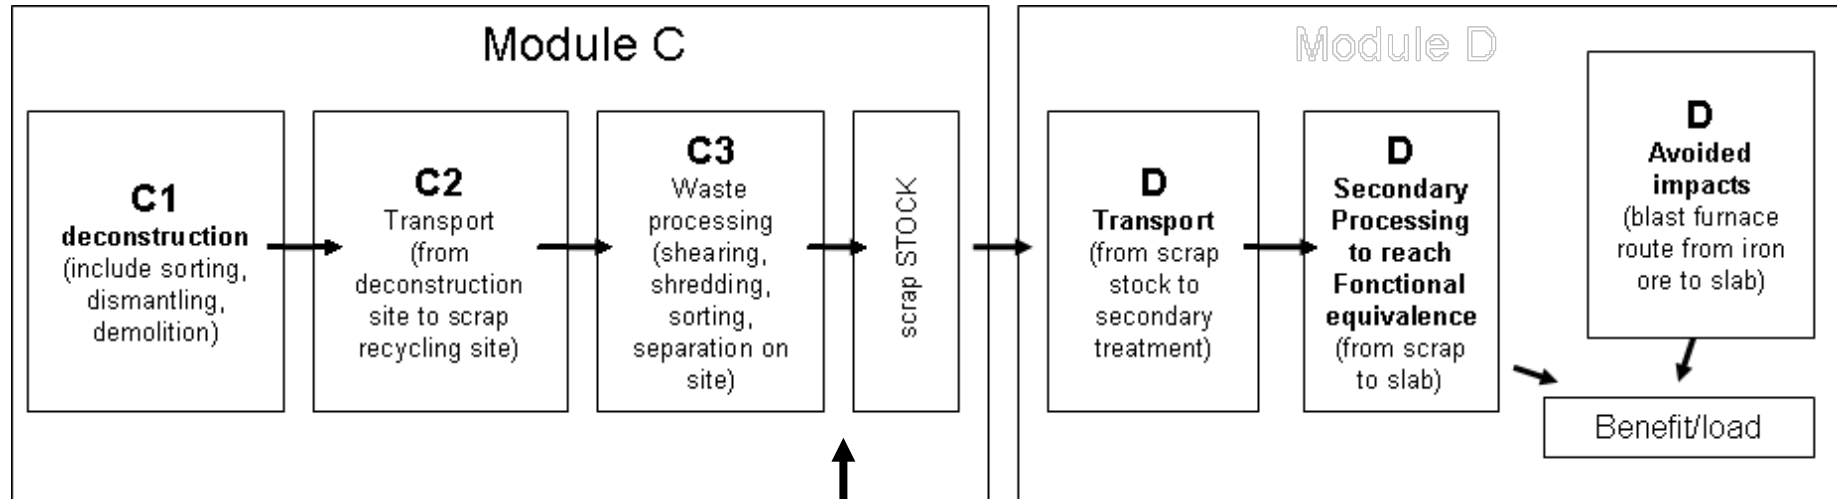 Module C
C1
deconstruction
(include sorting,
dismantling,
demolition)
C2
Transport
(from
deconstruction
site to scrap
recycling site)
C3
Waste
processing
(shearing,
shredding,
sorting,
separation on
site)
scrap STOCK
Module D
D
Transport
(from scrap
stock to
secondary
treatment)
D
Secondary
Processing
to reach
Fonctional
equivalence
(from scrap
to slab)
D
Avoided
impacts
(blast furnace
route from iron
ore to slab)
Benefit/load